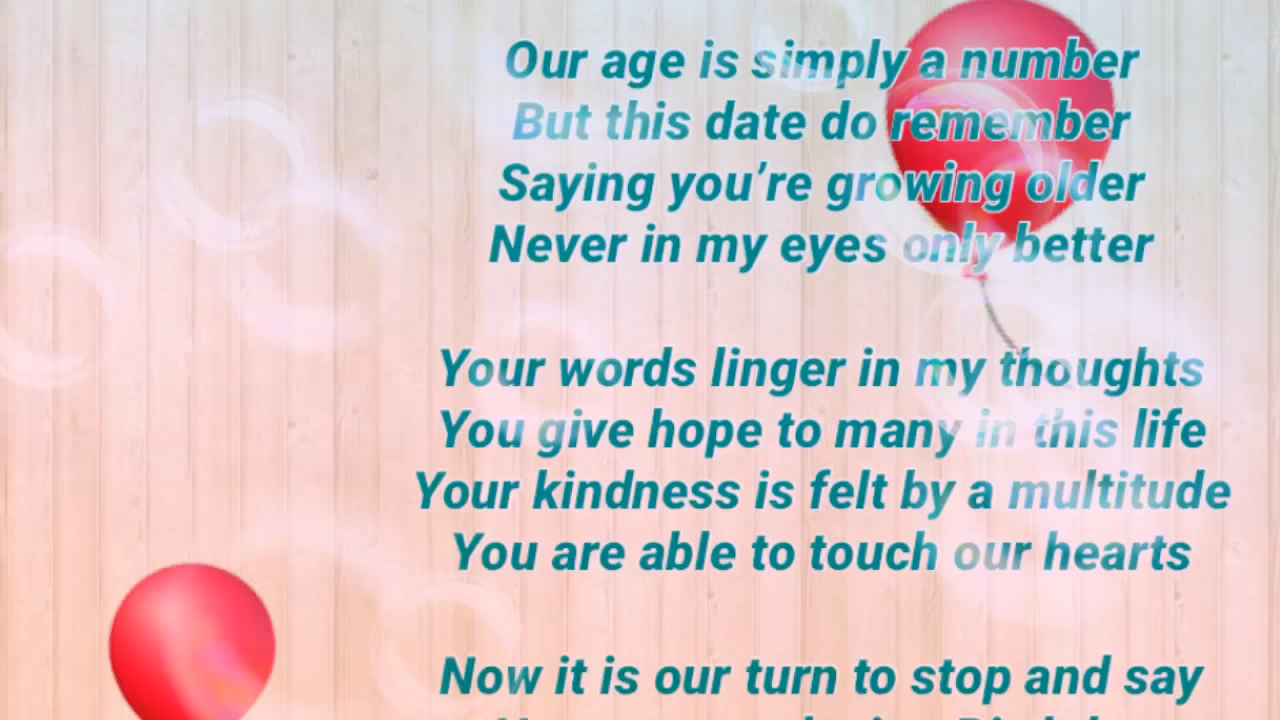 Our age is simply a number
But this date do remember
Saying you’re growing older
Never in my eyes only better
Your words linger in my thoughts
You give hope to many in this life
Your kindness is felt by a multitude
You are able to touch our hearts
Now it is our turn to stop and say